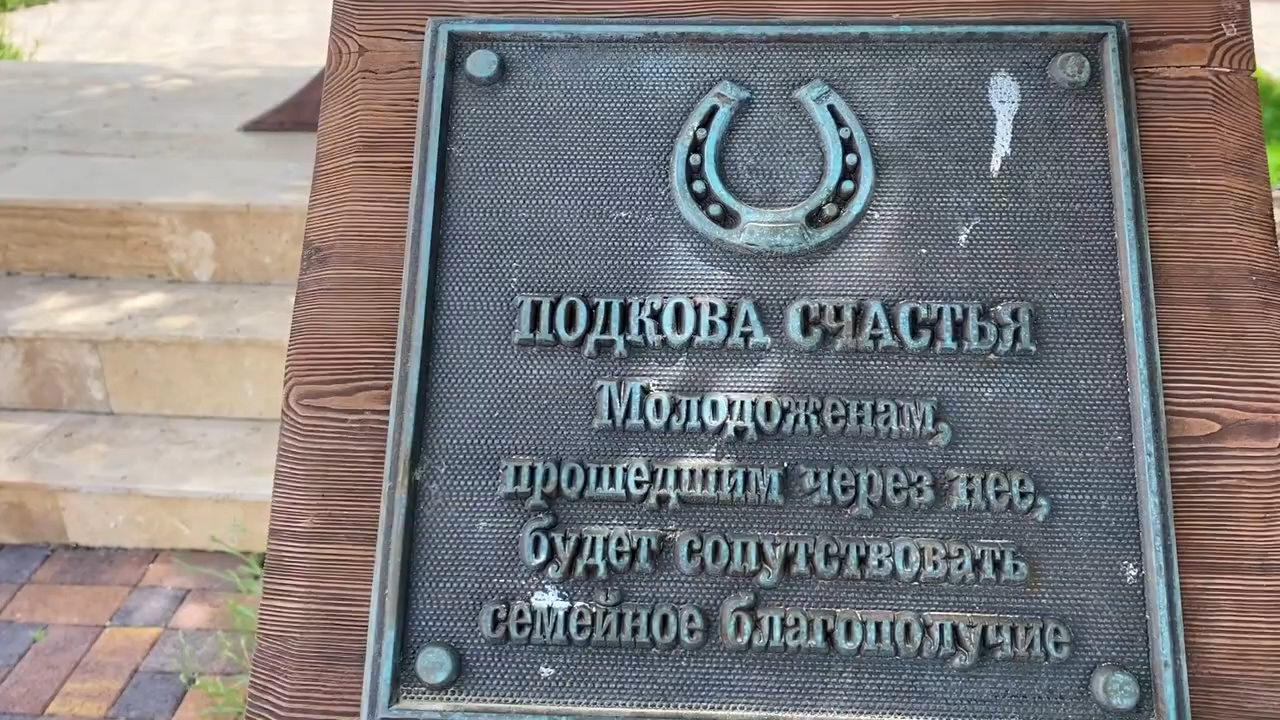 ПОДКОВА СЧАСТЬЯ
Молодоженам,
прошедшим через нее,
будет сопутствовать
семейное благополучие